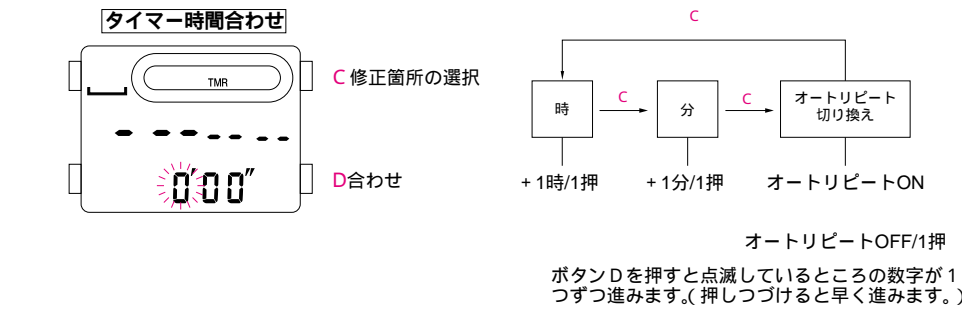 タイマー時間合わせ
TMR
C 修正箇所の選択
0'00"
D合わせ
C
時
C
分
C
オートリピート
切り換え
+1時/1押
+1分/1押
オートリピートON
オートリピートOFF/1押
ボタンDを押すと点滅しているところの数字が1
つずつ進みます。(押しつづけると早く進みます。)